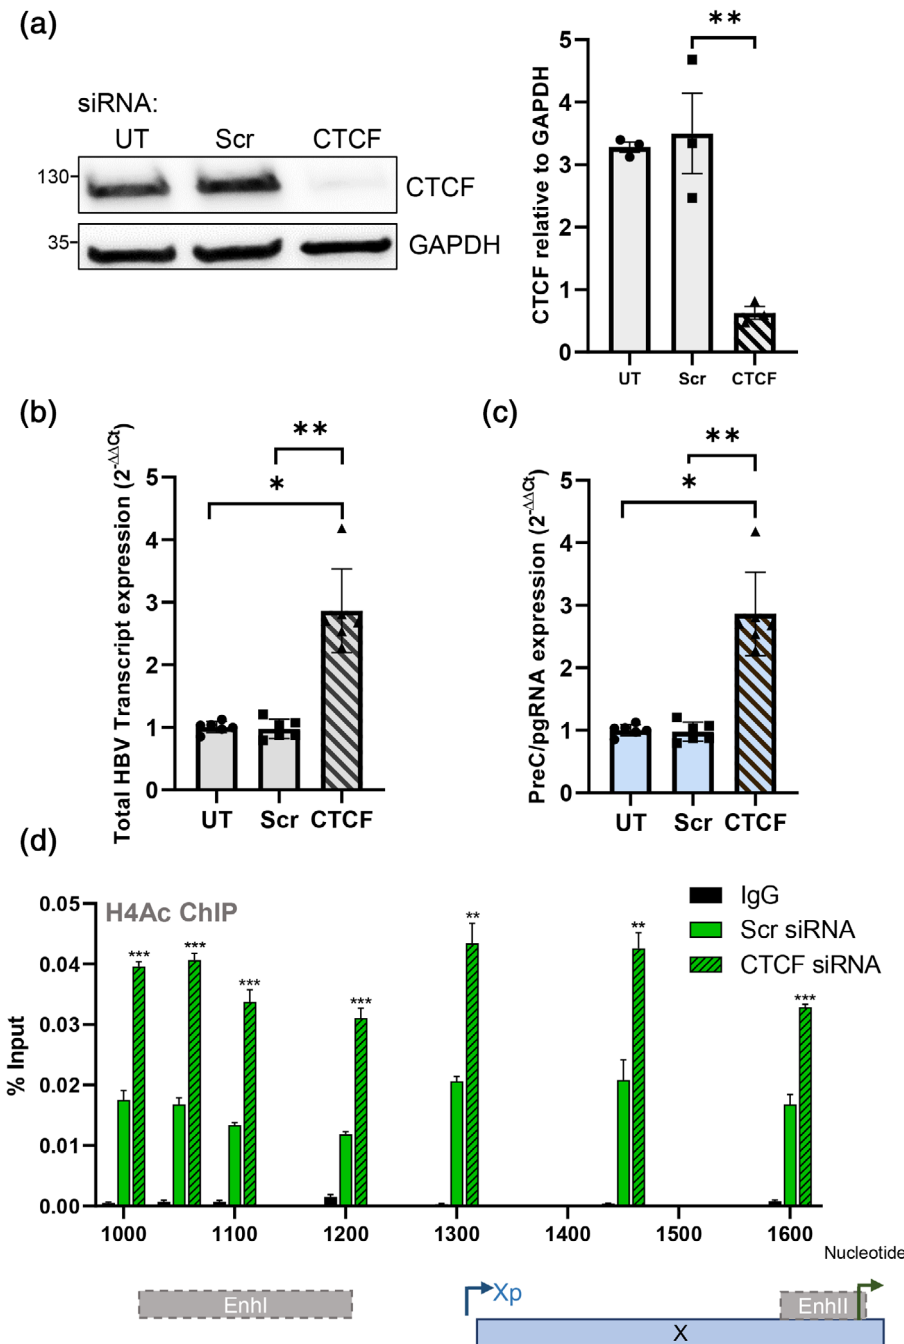 (a)
siRNA:
UT Scr CTCF
130
CTCF
35
GAPDH
**
CTCF relative to GAPDH
5
4
3
2
1
0
UT Scr CTCF
(b)
Total HBV Transcript expression (2-ΔΔCt)
**
*
5
4
3
2
1
0
UT Scr CTCF
(c)
PreC/pgRNA expression (2-ΔΔCt)
**
*
5
4
3
2
1
0
UT Scr CTCF
(d)
H4Ac ChIP
IgG
Scr siRNA
CTCF siRNA
% Input
0.05
0.04
0.03
0.02
0.01
0.00
*** *** *** *** ** ** ***
1000 1100 1200 1300 1400 1500 1600
Nucleotide
EnhI
Xp
EnhII
X